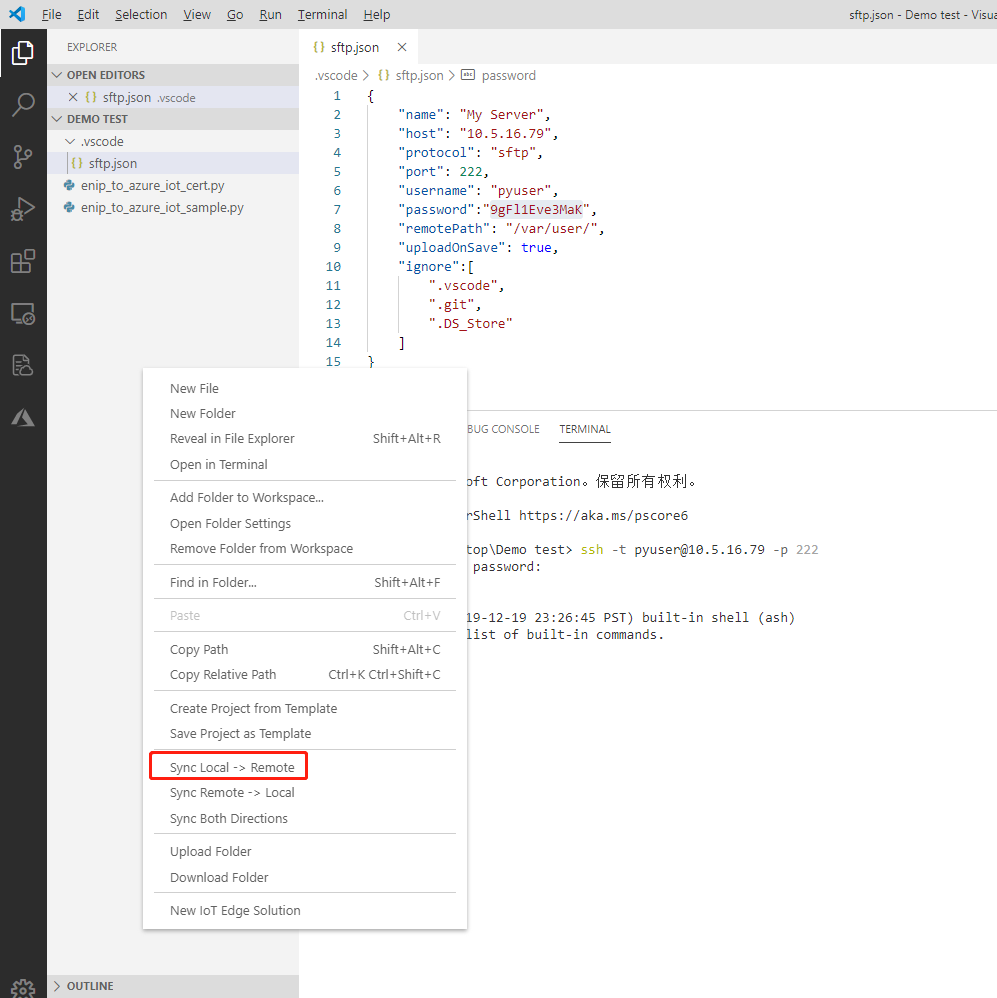 File Edit Selection View Go Run Terminal Help
sftp.json - Demo test - Visua
EXPLORER
OPEN EDITORS
{} sftp.json .vscode
DEMO TEST
.vscode
{} sftp.json
enip_to_azure_iot_cert.py
enip_to_azure_iot_sample.py
OUTLINE
{} sftp.json
.vscode > {} sftp.json > abc password
1 {
2 "name": "My Server",
3 "host": "10.5.16.79",
4 "protocol": "sftp",
5 "port": 222,
6 "username": "pyuser",
7 "password":"9gFl1Eve3MaK",
8 "remotePath": "/var/user/",
9 "uploadOnSave": true,
10 "ignore":[
11 ".vscode",
12 ".git",
13 ".DS_Store"
14 ]
15 }
New File
New Folder
Reveal in File Explorer Shift+Alt+R
Open in Terminal
Add Folder to Workspace...
Open Folder Settings
Remove Folder from Workspace
Find in Folder... Shift+Alt+F
Paste Ctrl+V
Copy Path Shift+Alt+C
Copy Relative Path Ctrl+K Ctrl+Shift+C
Create Project from Template
Save Project as Template
Sync Local -> Remote
Sync Remote -> Local
Sync Both Directions
Upload Folder
Download Folder
New IoT Edge Solution
BUG CONSOLE TERMINAL
oft Corporation。保留所有权利。
rShell https://aka.ms/pscore6
top\Demo test> ssh -t pyuser@10.5.16.79 -p 222
password:
19-12-19 23:26:45 PST) built-in shell (ash)
list of built-in commands.